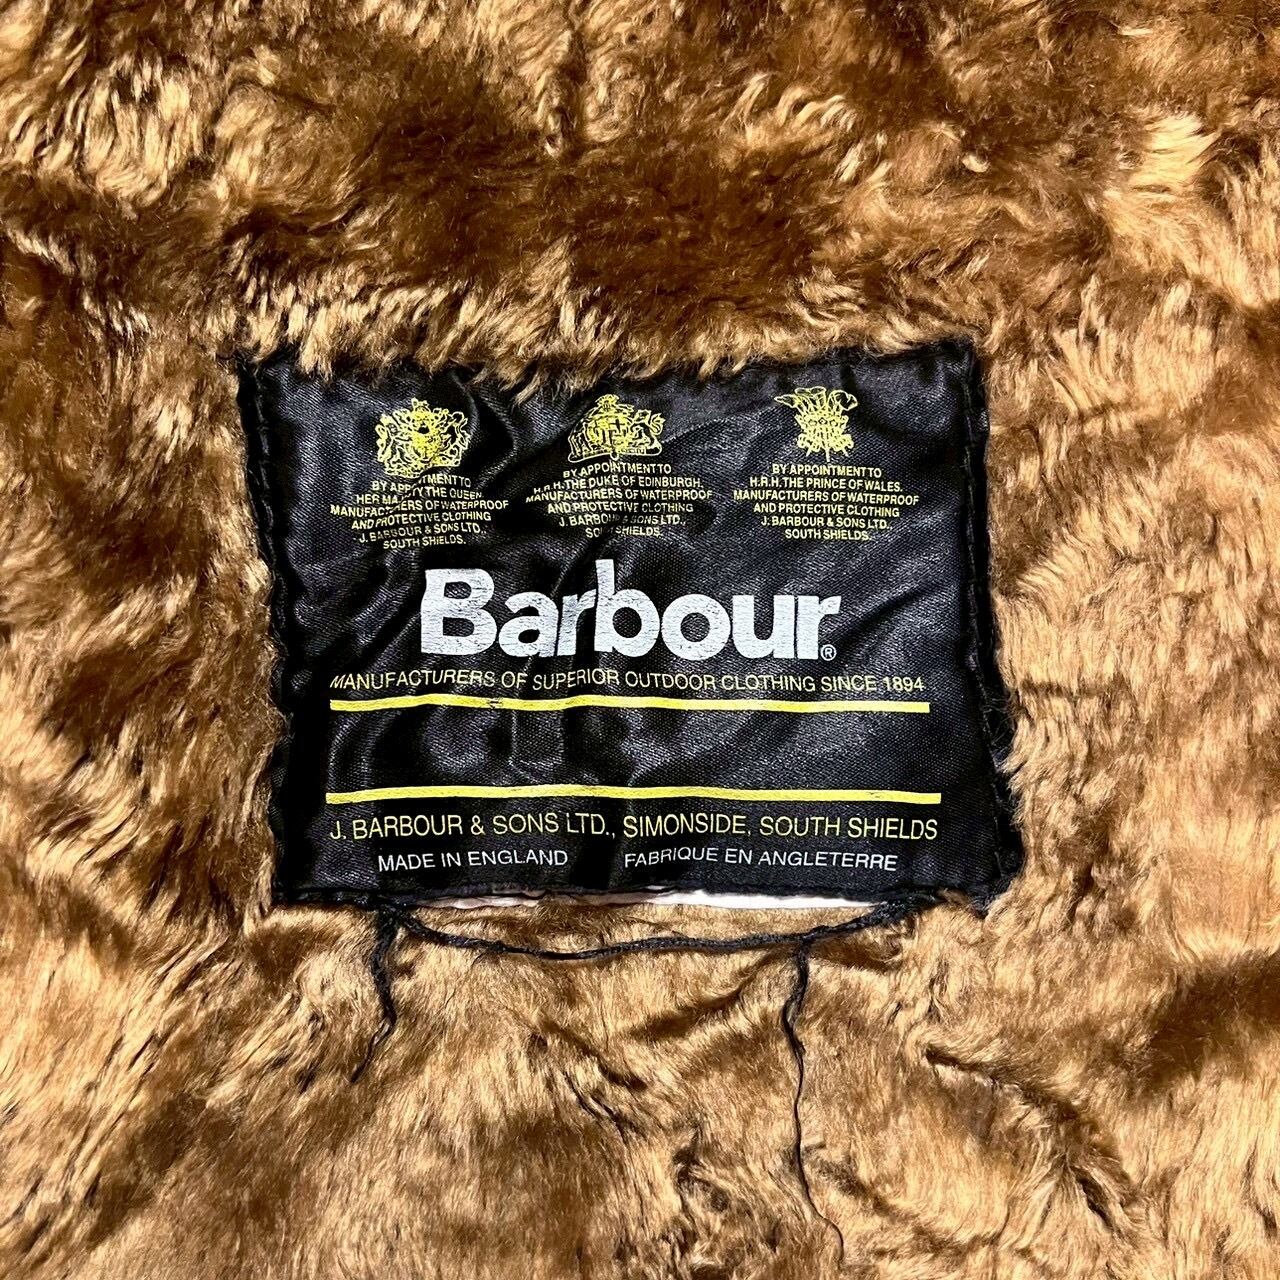 BY APPOINTMENT TO
HER MAJESTY THE QUEEN.
MANUFACTURERS OF WATERPROOF
AND PROTECTIVE CLOTHING
J. BARBOUR & SONS LTD.,
SOUTH SHIELDS.
BY APPOINTMENT TO
H.R.H. THE DUKE OF EDINBURGH.
MANUFACTURERS OF WATERPROOF
AND PROTECTIVE CLOTHING
J. BARBOUR & SONS LTD.,
SOUTH SHIELDS.
BY APPOINTMENT TO
H.R.H. THE PRINCE OF WALES.
MANUFACTURERS OF WATERPROOF
AND PROTECTIVE CLOTHING
J. BARBOUR & SONS LTD.,
SOUTH SHIELDS.
Barbour®
MANUFACTURERS OF SUPERIOR OUTDOOR CLOTHING SINCE 1894
J. BARBOUR & SONS LTD., SIMONSIDE, SOUTH SHIELDS
MADE IN ENGLAND FABRIQUE EN ANGLETERRE